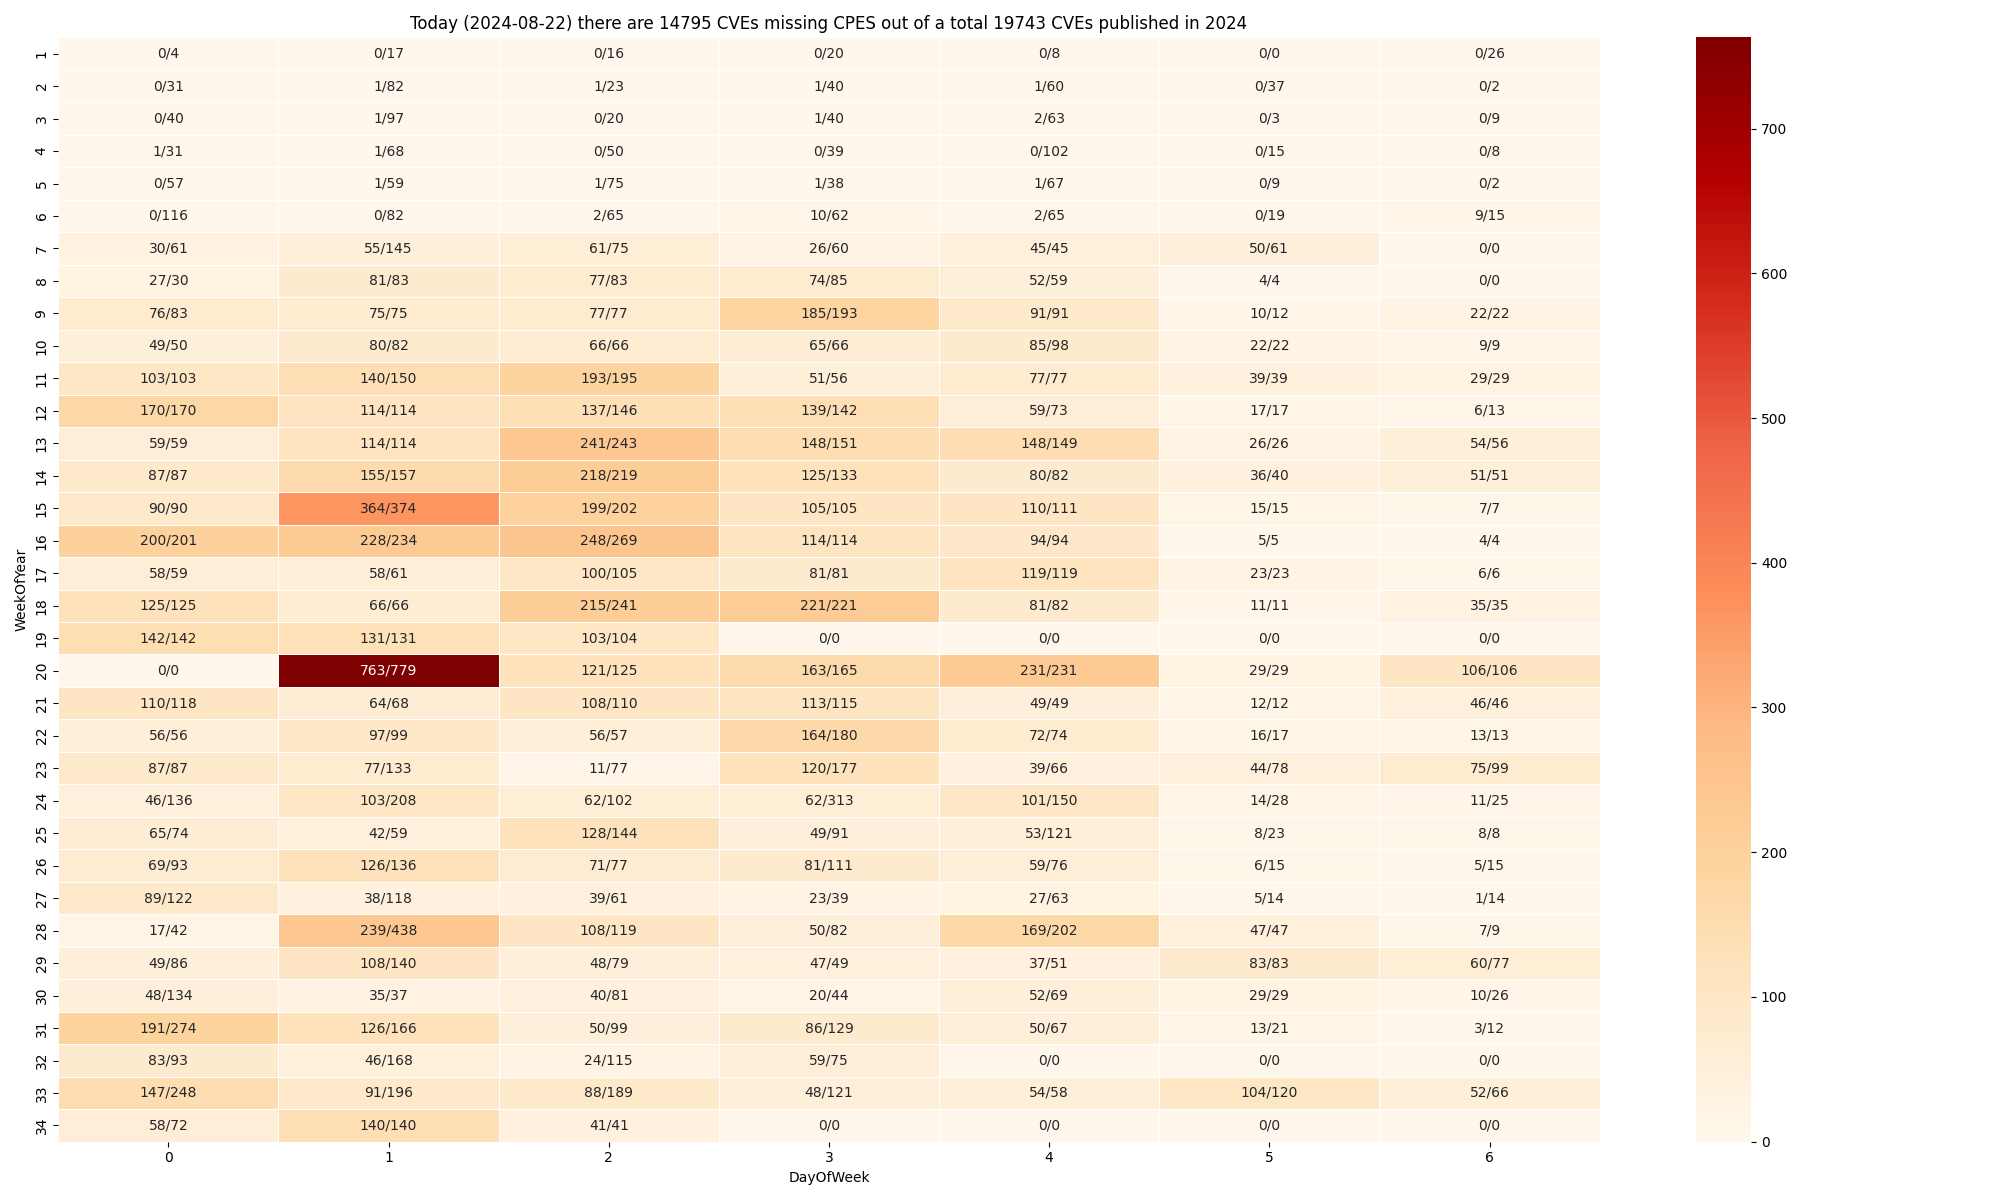 Today (2024-08-22) there are 14795 CVEs missing CPES out of a total 19743 CVEs published in 2024
1 0/4 0/17 0/16 0/20 0/8 0/0 0/26
2 0/31 1/82 1/23 1/40 1/60 0/37 0/2
3 0/40 1/97 0/20 1/40 2/63 0/3 0/9
4 1/31 1/68 0/50 0/39 0/102 0/15 0/8
5 0/57 1/59 1/75 1/38 1/67 0/9 0/2
6 0/116 0/82 2/65 10/62 2/65 0/19 9/15
7 30/61 55/145 61/75 26/60 45/45 50/61 0/0
8 27/30 81/83 77/83 74/85 52/59 4/4 0/0
9 76/83 75/75 77/77 185/193 91/91 10/12 22/22
10 49/50 80/82 66/66 65/66 85/98 22/22 9/9
11 103/103 140/150 193/195 51/56 77/77 39/39 29/29
12 170/170 114/114 137/146 139/142 59/73 17/17 6/13
13 59/59 114/114 241/243 148/151 148/149 26/26 54/56
14 87/87 155/157 218/219 125/133 80/82 36/40 51/51
15 90/90 364/374 199/202 105/105 110/111 15/15 7/7
16 200/201 228/234 248/269 114/114 94/94 5/5 4/4
17 58/59 58/61 100/105 81/81 119/119 23/23 6/6
18 125/125 66/66 215/241 221/221 81/82 11/11 35/35
19 142/142 131/131 103/104 0/0 0/0 0/0 0/0
20 0/0 763/779 121/125 163/165 231/231 29/29 106/106
21 110/118 64/68 108/110 113/115 49/49 12/12 46/46
22 56/56 97/99 56/57 164/180 72/74 16/17 13/13
23 87/87 77/133 11/77 120/177 39/66 44/78 75/99
24 46/136 103/208 62/102 62/313 101/150 14/28 11/25
25 65/74 42/59 128/144 49/91 53/121 8/23 8/8
26 69/93 126/136 71/77 81/111 59/76 6/15 5/15
27 89/122 38/118 39/61 23/39 27/63 5/14 1/14
28 17/42 239/438 108/119 50/82 169/202 47/47 7/9
29 49/86 108/140 48/79 47/49 37/51 83/83 60/77
30 48/134 35/37 40/81 20/44 52/69 29/29 10/26
31 191/274 126/166 50/99 86/129 50/67 13/21 3/12
32 83/93 46/168 24/115 59/75 0/0 0/0 0/0
33 147/248 91/196 88/189 48/121 54/58 104/120 52/66
34 58/72 140/140 41/41 0/0 0/0 0/0 0/0
0 1 2 3 4 5 6
DayOfWeek
WeekOfYear
700
600
500
400
300
200
100
0